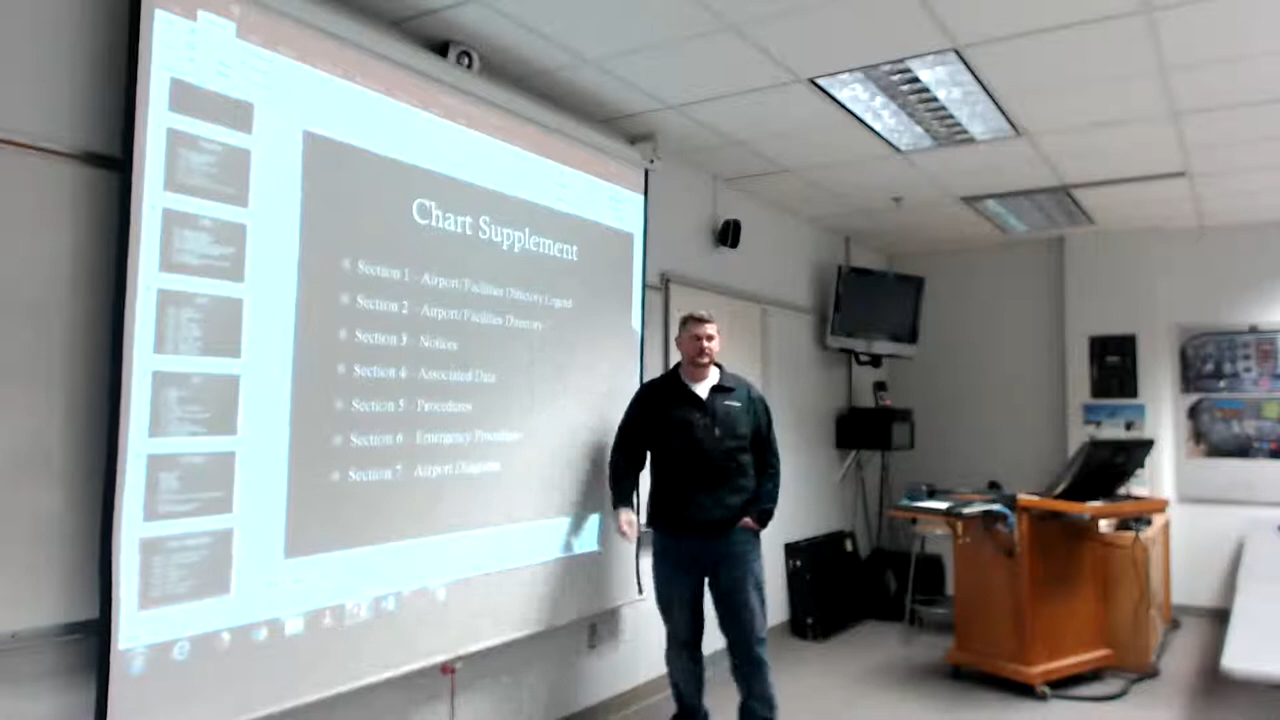 Chart Supplement
Section 1 - Airport/Facilities Directory Legend
Section 2 - Airport/Facilities Directory
Section 3 - Notices
Section 4 - Associated Data
Section 5 - Procedures
Section 6 - Emergency Procedures
Section 7 - Airport Diagrams